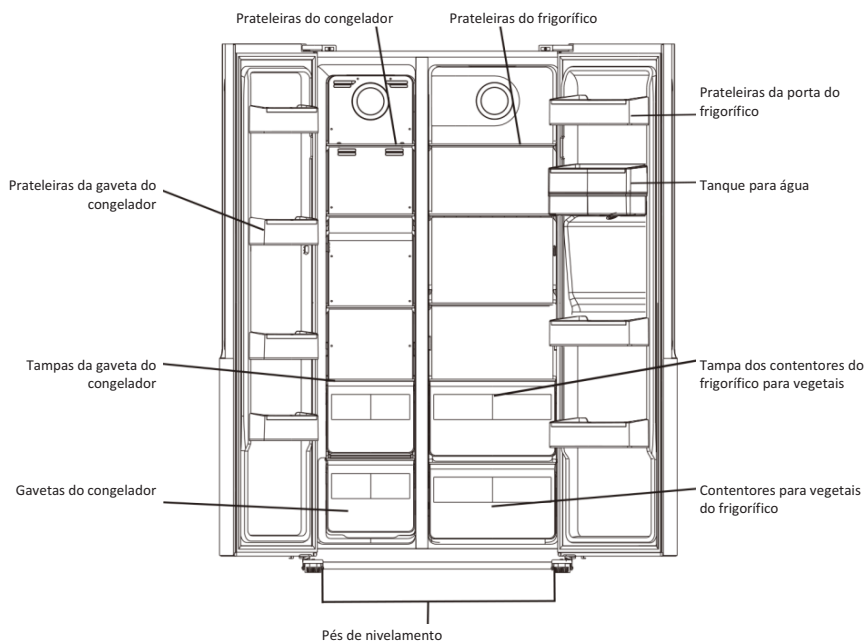 Prateleiras do congelador
Prateleiras do frigorífico
Prateleiras da porta do
frigorífico
Prateleiras da gaveta do
congelador
Tanque para água
Tampas da gaveta do
congelador
Tampa dos contentores do
frigorífico para vegetais
Gavetas do congelador
Contentores para vegetais
do frigorífico
Pés de nivelamento